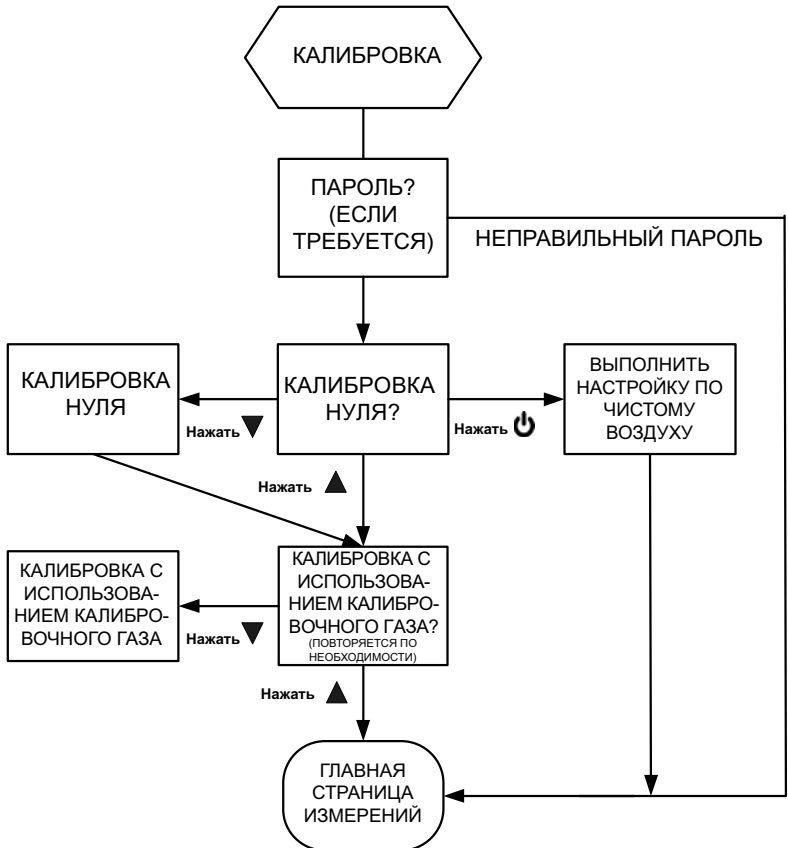 КАЛИБРОВКА
ПАРОЛЬ?
(ЕСЛИ
ТРЕБУЕТСЯ)
НЕПРАВИЛЬНЫЙ ПАРОЛЬ
КАЛИБРОВКА
НУЛЯ
Нажать
КАЛИБРОВКА
НУЛЯ?
Нажать
ВЫПОЛНИТЬ
НАСТРОЙКУ ПО
ЧИСТОМУ
ВОЗДУХУ
Нажать
КАЛИБРОВКА С
ИСПОЛЬЗОВА-
НИЕМ КАЛИБРО-
ВОЧНОГО ГАЗА
Нажать
КАЛИБРОВКА С
ИСПОЛЬЗОВА-
НИЕМ КАЛИБРО-
ВОЧНОГО ГАЗА?
(ПОВТОРЯЕТСЯ ПО
НЕОБХОДИМОСТИ)
Нажать
ГЛАВНАЯ
СТРАНИЦА
ИЗМЕРЕНИЙ